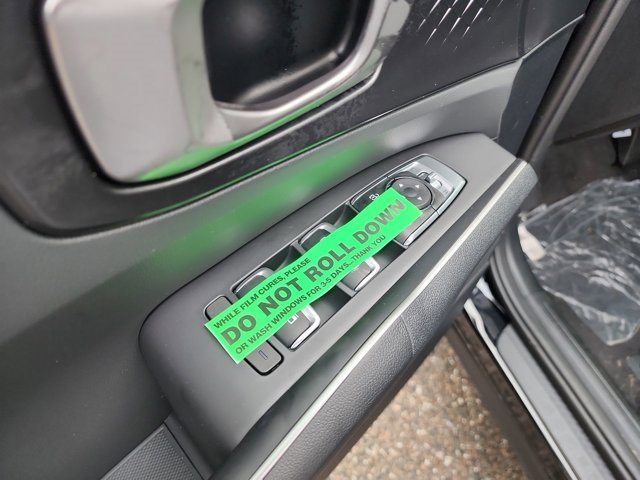 WHILE FILM CURES, PLEASE
DO NOT ROLL DOWN
OR WASH WINDOWS FOR 3-5 DAYS...THANK YOU